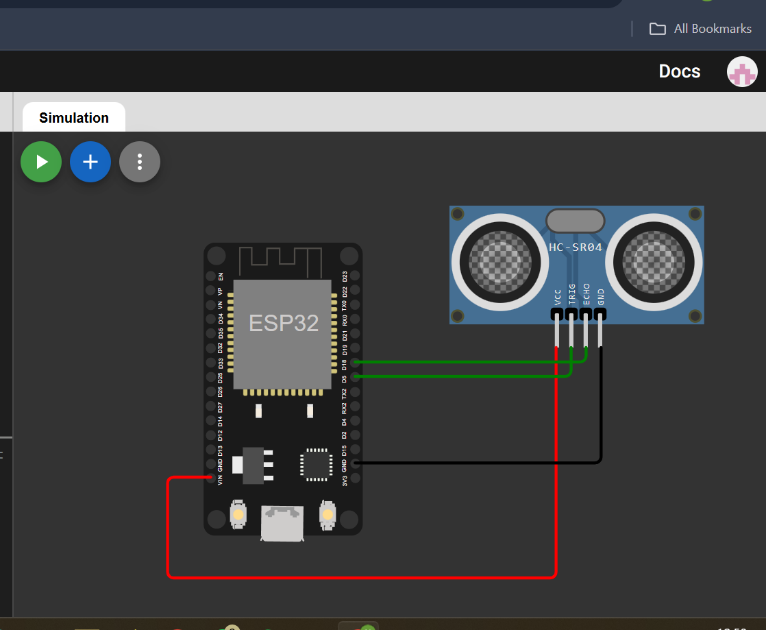 All Bookmarks
Docs
Simulation
HC-SR04
VCC
TRIG
ECHO
GND
ESP32
EN
VP
VN
D34
D35
D32
D33
D25
D26
D27
D14
D12
D13
GND
VIN
D23
D22
TX0
RX0
D21
D19
D18
D5
TX2
RX2
D4
D2
D15
GND
3V3